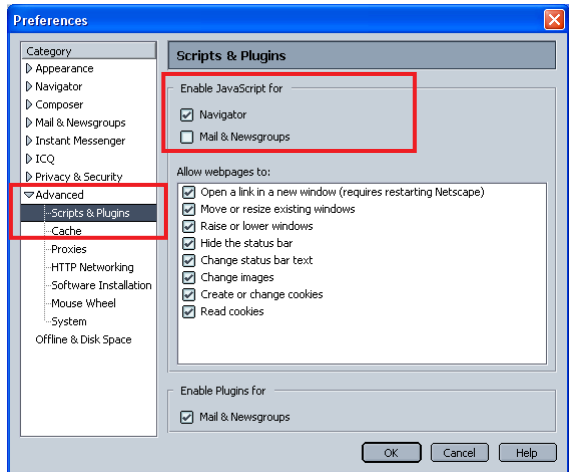 Preferences
Category
Appearance
Navigator
Composer
Mail & Newsgroups
Instant Messenger
ICQ
Privacy & Security
Advanced
Scripts & Plugins
Cache
Proxies
HTTP Networking
Software Installation
Mouse Wheel
System
Offline & Disk Space
Scripts & Plugins
Enable JavaScript for
Navigator
Mail & Newsgroups
Allow webpages to:
Open a link in a new window (requires restarting Netscape)
Move or resize existing windows
Raise or lower windows
Hide the status bar
Change status bar text
Change images
Create or change cookies
Read cookies
Enable Plugins for
Mail & Newsgroups
OK Cancel Help